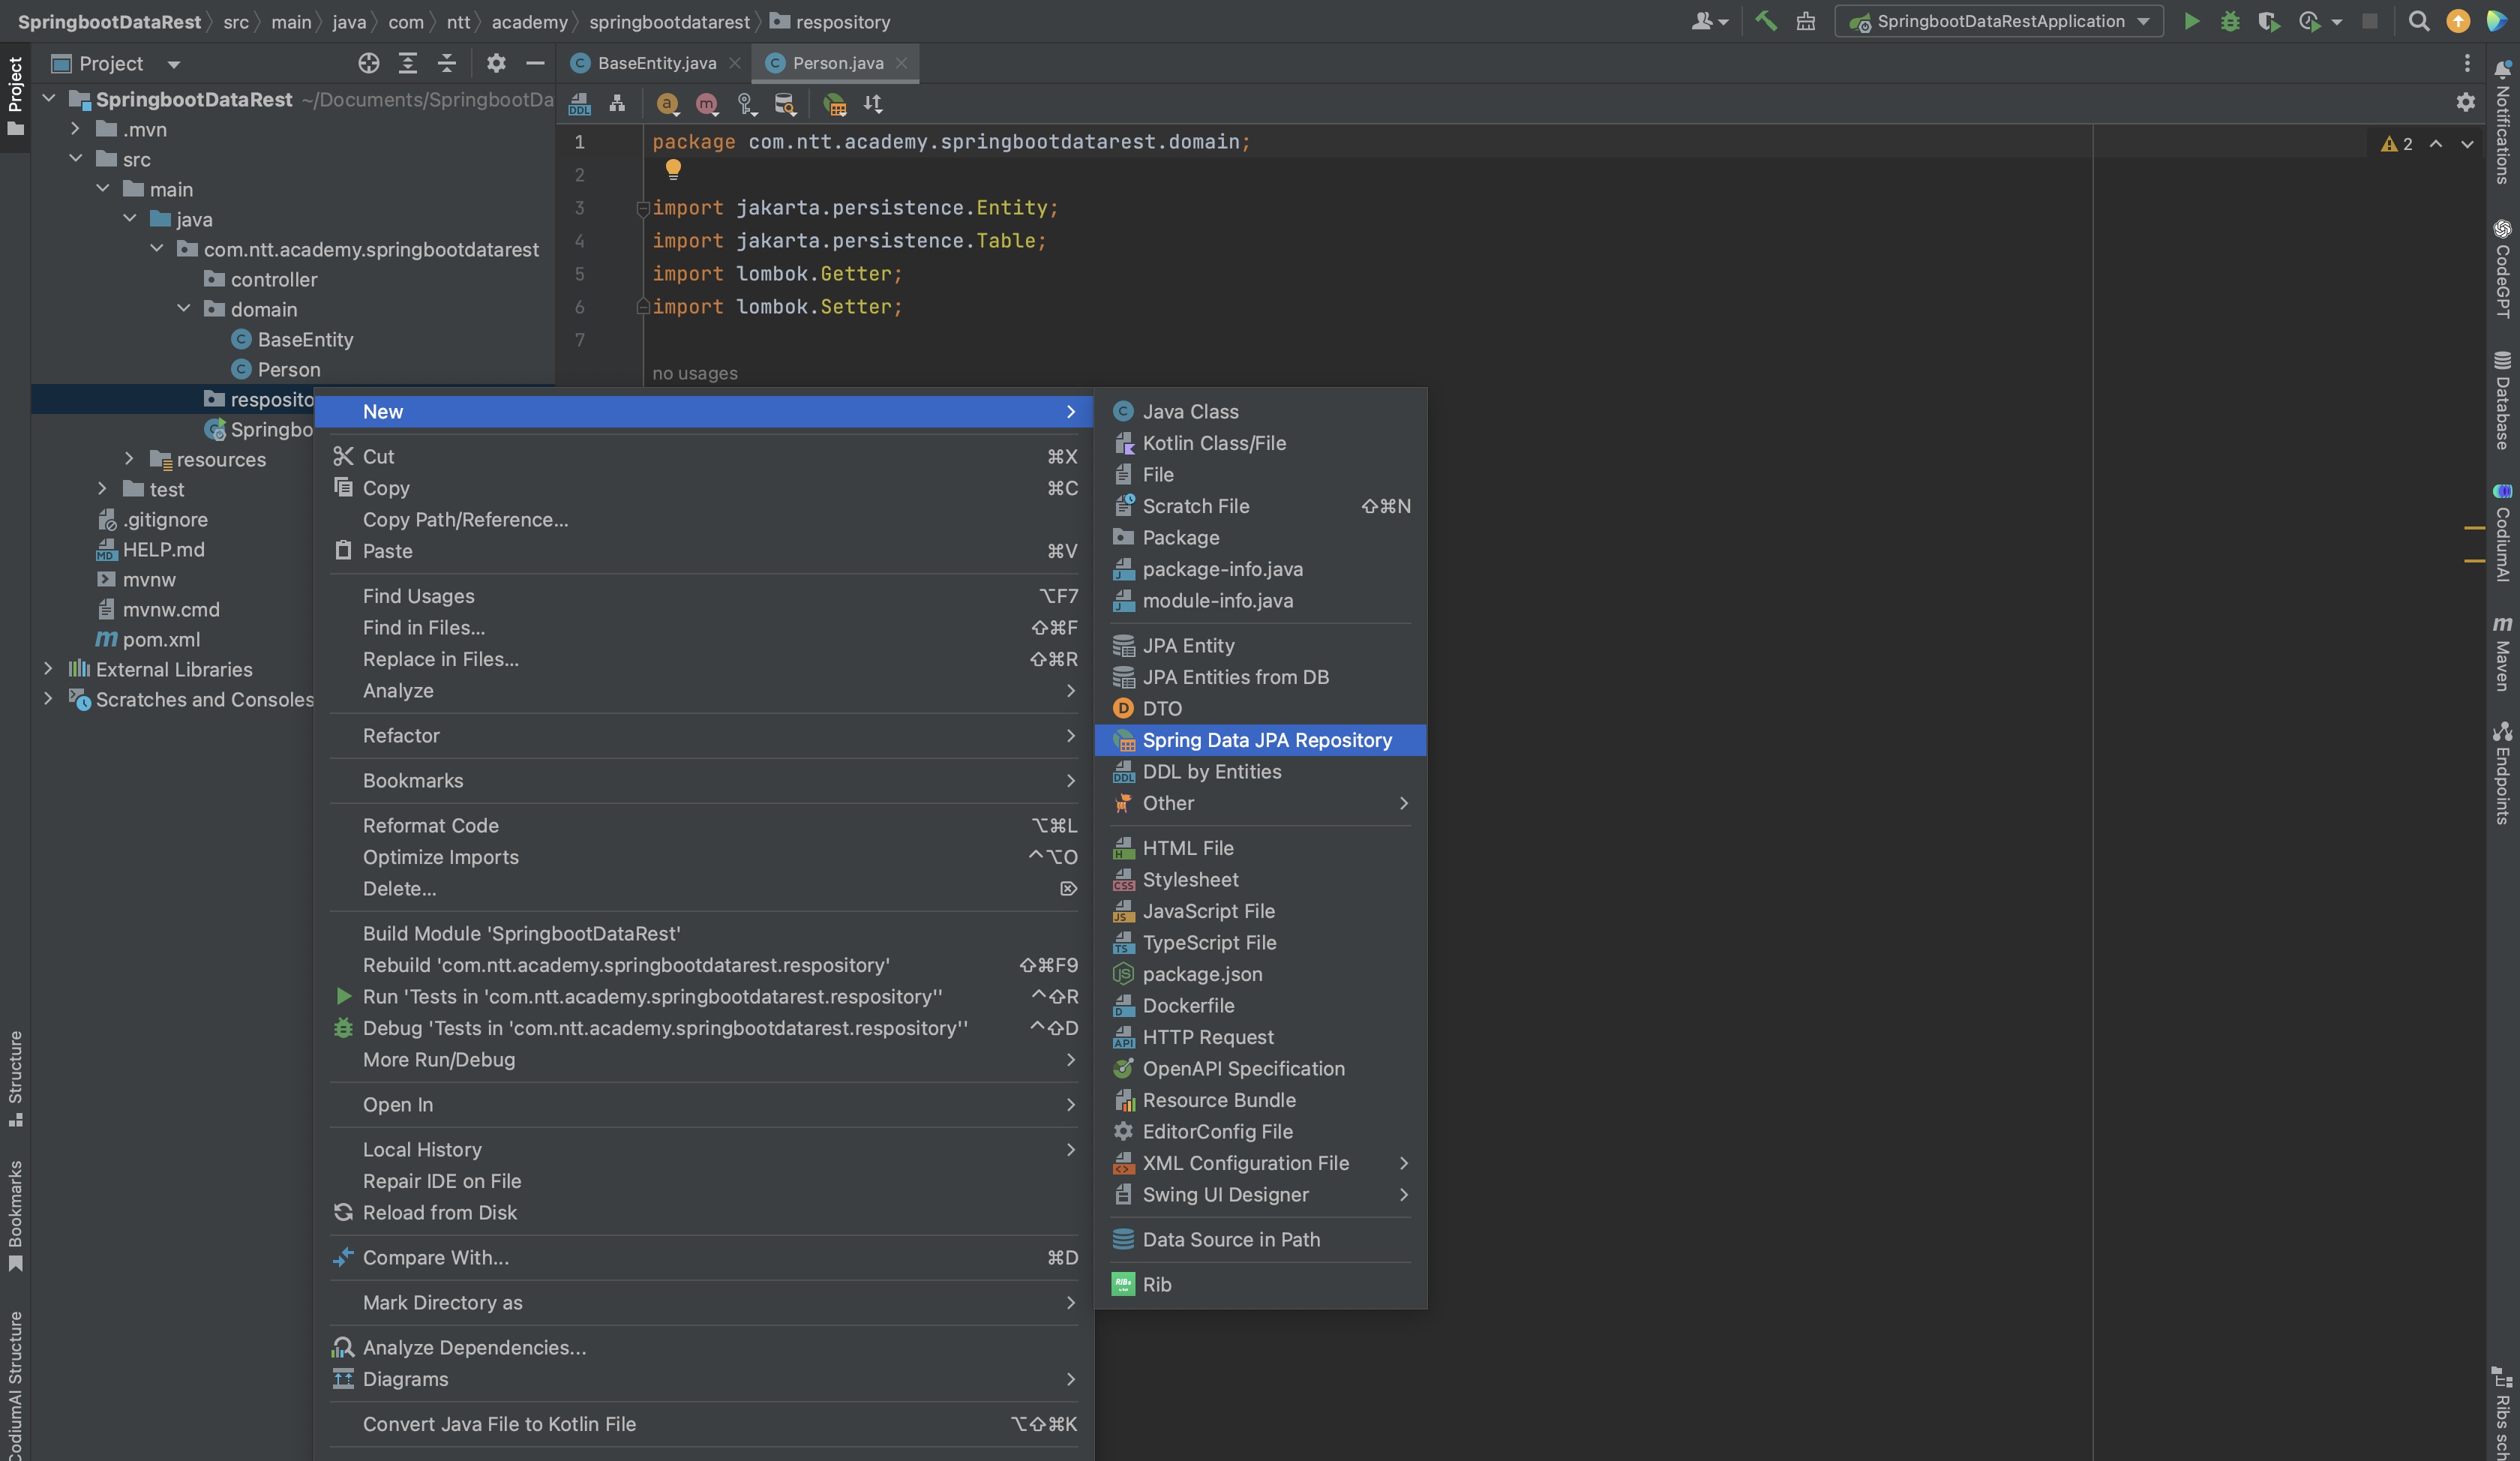 SpringbootDataRest src main java com ntt academy springbootdatarest respository
SpringbootDataRestApplication
Project
BaseEntity.java
Person.java
SpringbootDataRest ~/Documents/SpringbootDa
.mvn
src
main
java
com.ntt.academy.springbootdatarest
controller
domain
BaseEntity
Person
resposito
Springbo
resources
test
.gitignore
HELP.md
mvnw
mvnw.cmd
pom.xml
External Libraries
Scratches and Consoles
1 package com.ntt.academy.springbootdatarest.domain;
2
3 import jakarta.persistence.Entity;
4 import jakarta.persistence.Table;
5 import lombok.Getter;
6 import lombok.Setter;
7
no usages
2
New
Cut ⌘X
Copy ⌘C
Copy Path/Reference...
Paste ⌘V
Find Usages ⌥F7
Find in Files... ⇧⌘F
Replace in Files... ⇧⌘R
Analyze
Refactor
Bookmarks
Reformat Code ⌥⌘L
Optimize Imports ^⌥O
Delete... ⌦
Build Module 'SpringbootDataRest'
Rebuild 'com.ntt.academy.springbootdatarest.respository' ⇧⌘F9
Run 'Tests in 'com.ntt.academy.springbootdatarest.respository'' ^⇧R
Debug 'Tests in 'com.ntt.academy.springbootdatarest.respository'' ^⇧D
More Run/Debug
Open In
Local History
Repair IDE on File
Reload from Disk
Compare With... ⌘D
Mark Directory as
Analyze Dependencies...
Diagrams
Convert Java File to Kotlin File ⌥⇧⌘K
Java Class
Kotlin Class/File
File
Scratch File ⇧⌘N
Package
package-info.java
module-info.java
JPA Entity
JPA Entities from DB
DTO
Spring Data JPA Repository
DDL by Entities
Other
HTML File
Stylesheet
JavaScript File
TypeScript File
package.json
Dockerfile
HTTP Request
OpenAPI Specification
Resource Bundle
EditorConfig File
XML Configuration File
Swing UI Designer
Data Source in Path
Rib
Project
Structure
Bookmarks
CodiumAI Structure
Notifications
CodeGPT
Database
CodiumAI
Maven
Endpoints
Ribs sch